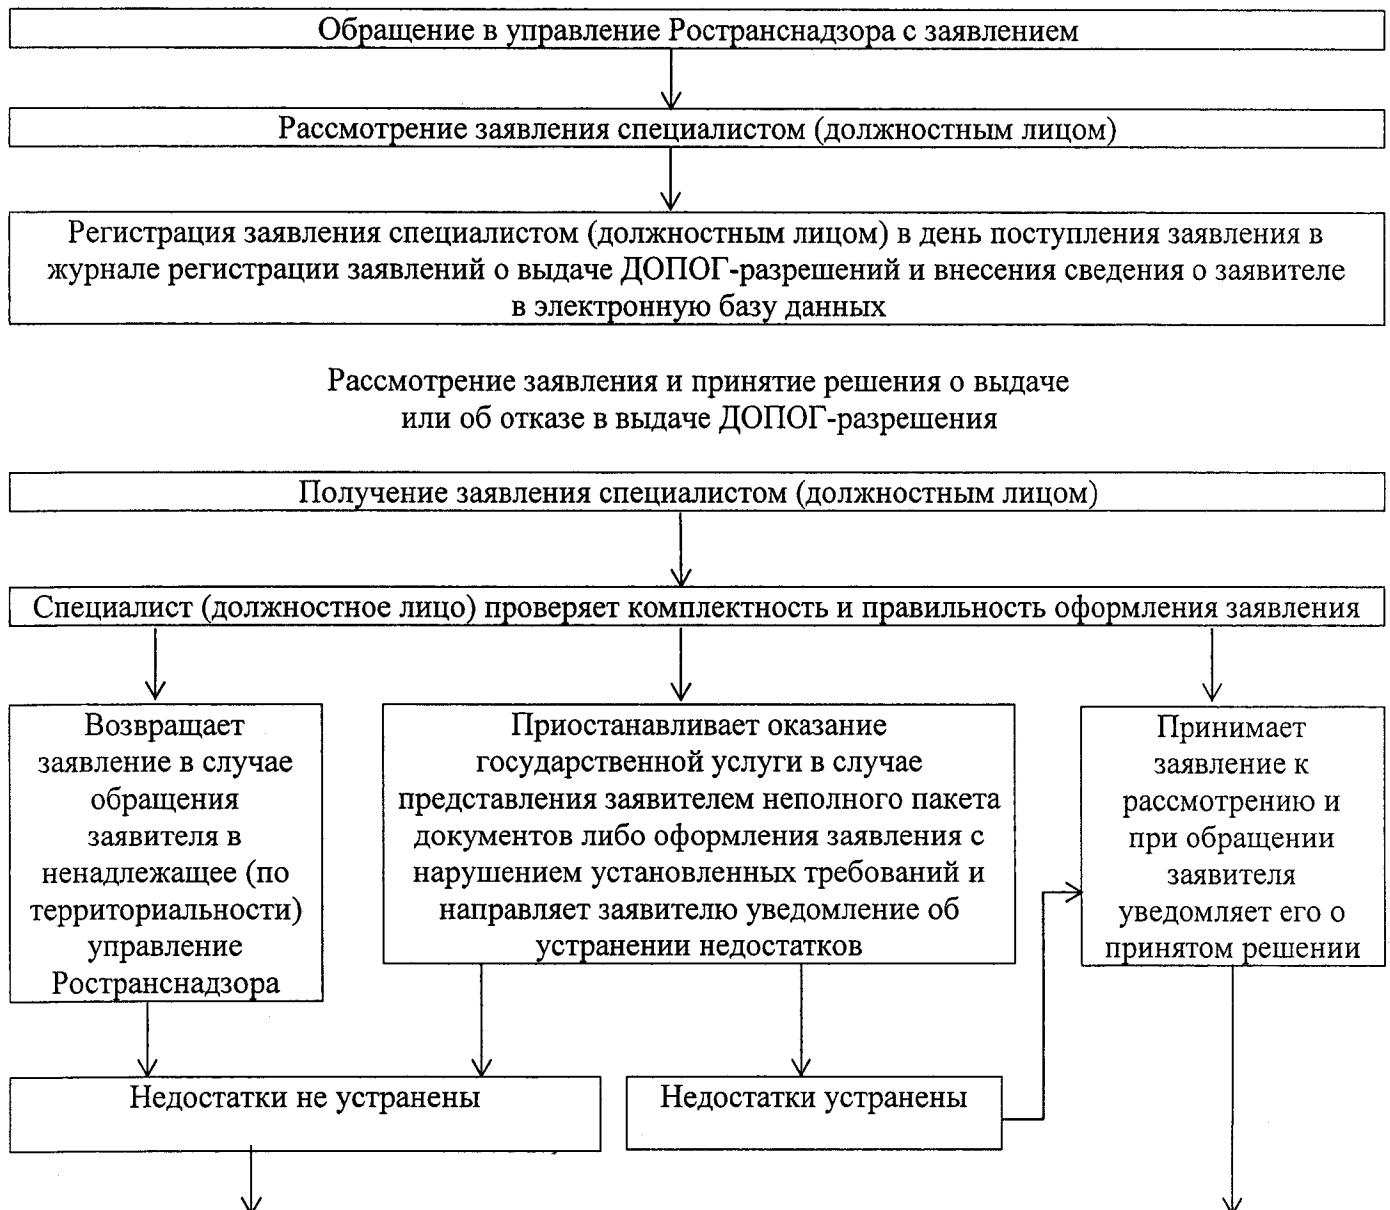 Обращение в управление Ространснадзора с заявлением
Рассмотрение заявления специалистом (должностным лицом)
Регистрация заявления специалистом (должностным лицом) в день поступления заявления в
журнале регистрации заявлений о выдаче ДОПОГ-разрешений и внесения сведения о заявителе
в электронную базу данных
Рассмотрение заявления и принятие решения о выдаче
или об отказе в выдаче ДОПОГ-разрешения
Получение заявления специалистом (должностным лицом)
Специалист (должностное лицо) проверяет комплектность и правильность оформления заявления
Возвращает
заявление в случае
обращения
заявителя в
ненадлежащее (по
территориальности)
управление
Ространснадзора
Приостанавливает оказание
государственной услуги в случае
представления заявителем неполного пакета
документов либо оформления заявления с
нарушением установленных требований и
направляет заявителю уведомление об
устранении недостатков
Принимает
заявление к
рассмотрению и
при обращении
заявителя
уведомляет его о
принятом решении
Недостатки не устранены
Недостатки устранены